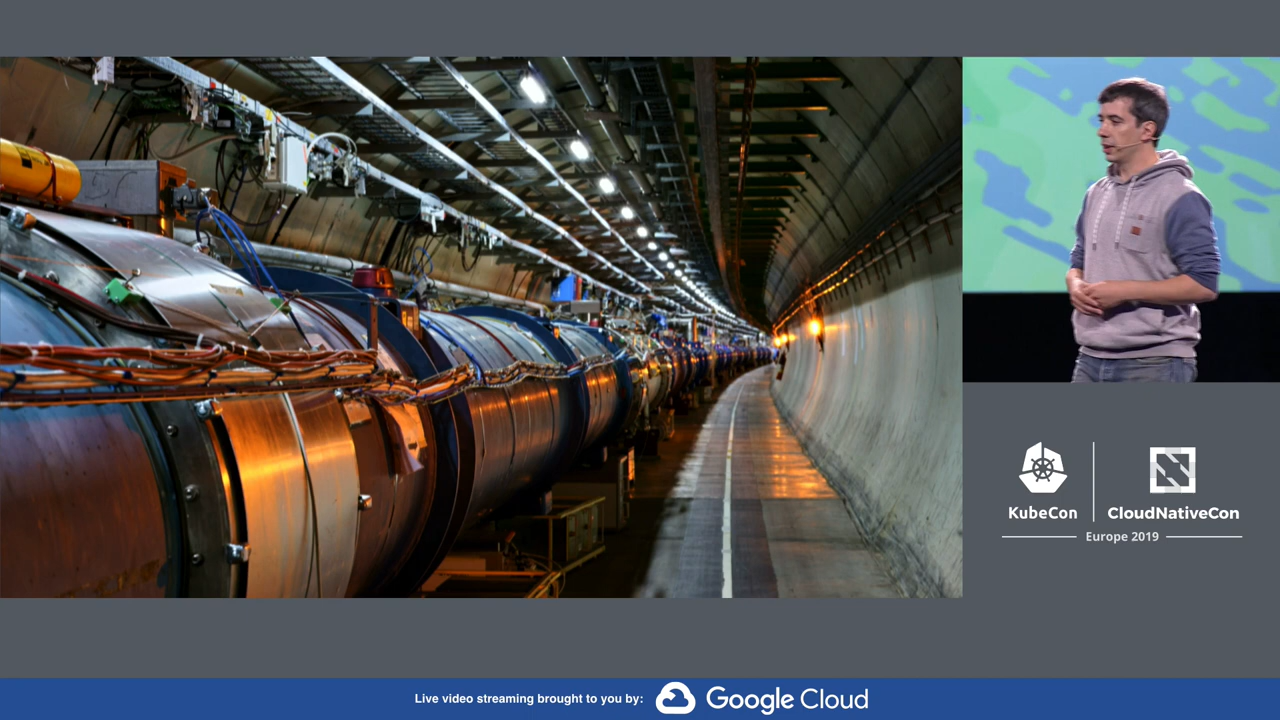 KubeCon
CloudNativeCon
Europe 2019
Live video streaming brought to you by:
Google Cloud